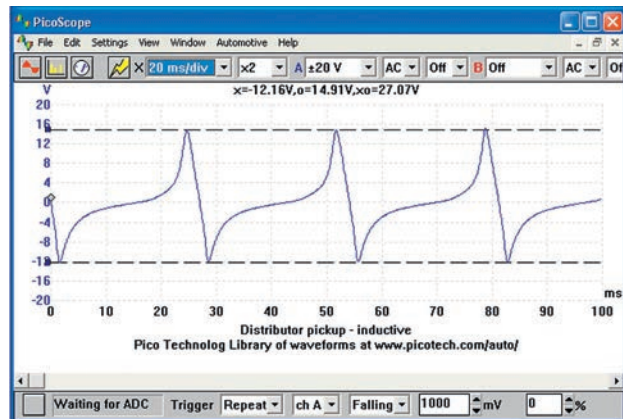 PicoScope
File Edit Settings View Window Automotive Help
X 20 ms/div x2 A ±20 V AC Off B Off AC Of
V x=-12.16V,o=14.91V,xo=27.07V
20
16
12
8
4
0
-4
-8
-12
-16
-20
ms
0 10 20 30 40 50 60 70 80 90 100
Distributor pickup - inductive
Pico Technolog Library of waveforms at www.picotech.com/auto/
Waiting for ADC Trigger Repeat ch A Falling 1000 mV 0 %